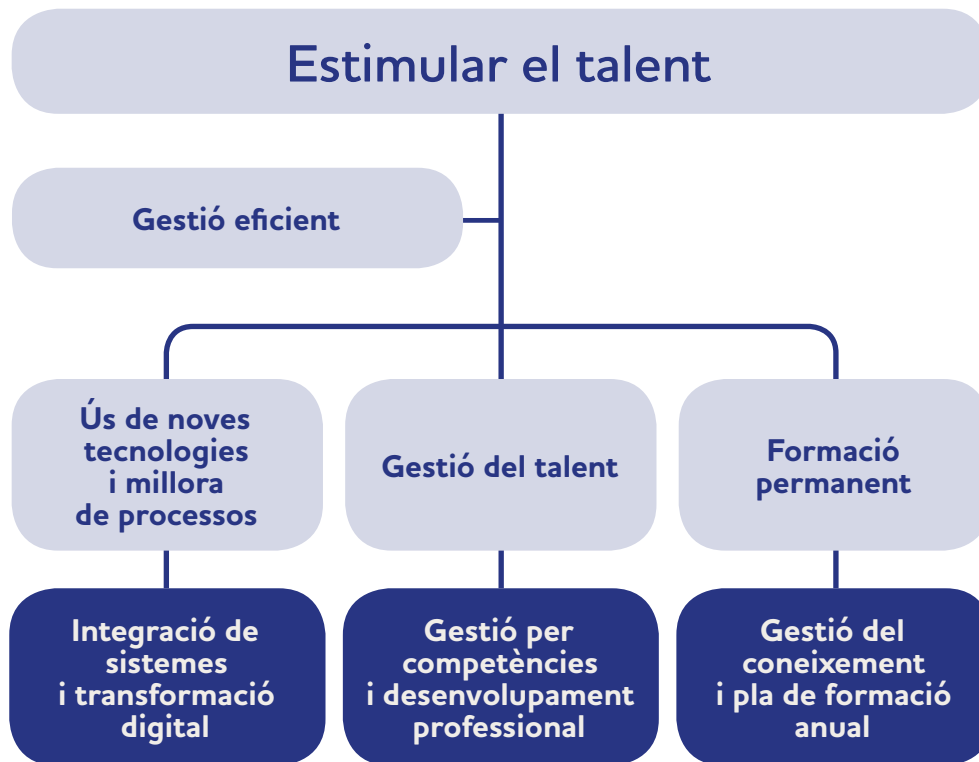 Estimular el talent
Gestió eficient
Ús de noves
tecnologies
i millora
de processos
Gestió del talent
Formació
permanent
Integració de
sistemes
i transformació
digital
Gestió per
competències
i desenvolupament
professional
Gestió del
coneixement
i pla de formació
anual